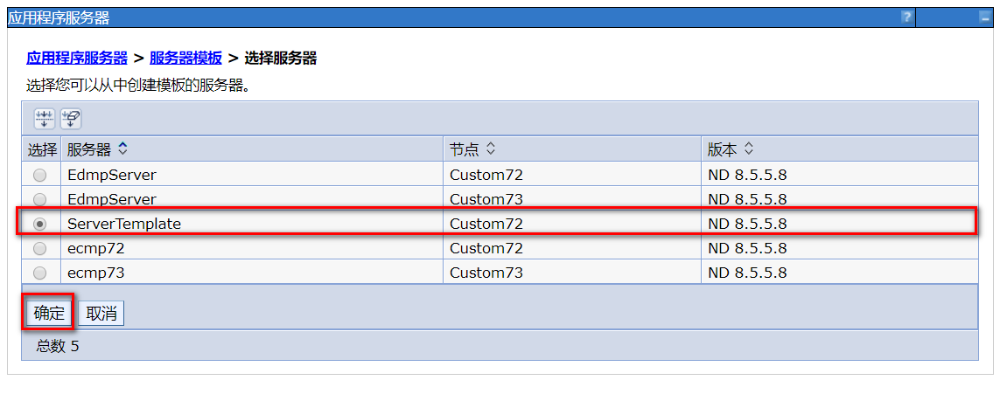 应用程序服务器 ? –
应用程序服务器 > 服务器模板 > 选择服务器
选择您可以从中创建模板的服务器。
选择 服务器 节点 版本
EdmpServer Custom72 ND 8.5.5.8
EdmpServer Custom73 ND 8.5.5.8
ServerTemplate Custom72 ND 8.5.5.8
ecmp72 Custom72 ND 8.5.5.8
ecmp73 Custom73 ND 8.5.5.8
确定 取消
总数 5